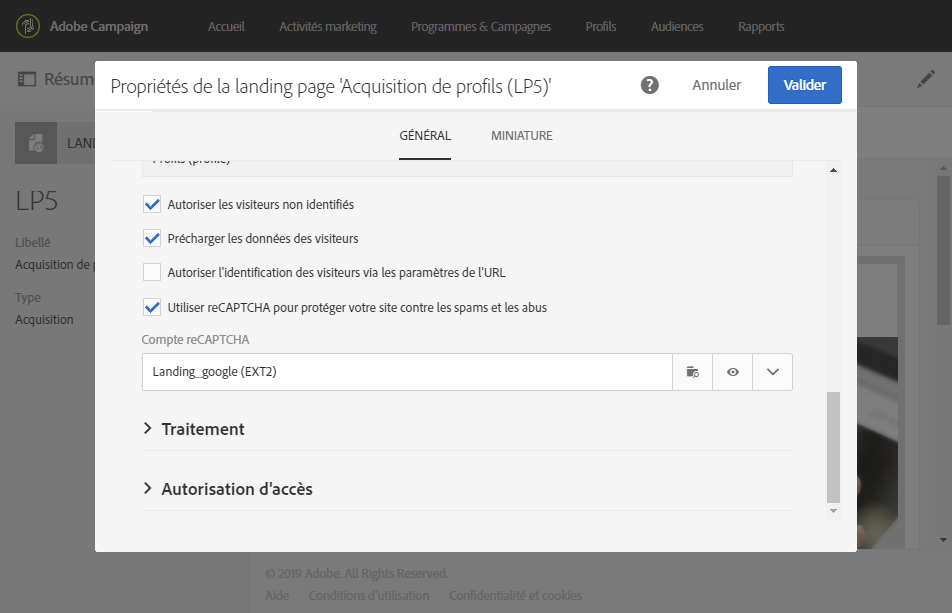 Adobe Campaign Accueil Activités marketing Programmes & Campagnes Profils Audiences Rapports
Résum
Propriétés de la landing page 'Acquisition de profils (LP5)' ? Annuler Valider
GÉNÉRAL MINIATURE
LAND
LP5
Libellé
Acquisition de p
Type
Acquisition
Profils (profile)
Autoriser les visiteurs non identifiés
Précharger les données des visiteurs
Autoriser l'identification des visiteurs via les paramètres de l'URL
Utiliser reCAPTCHA pour protéger votre site contre les spams et les abus
Compte reCAPTCHA
Landing_google (EXT2)
Traitement
Autorisation d'accès
© 2019 Adobe. All Rights Reserved.
Aide Conditions d'utilisation Confidentialité et cookies